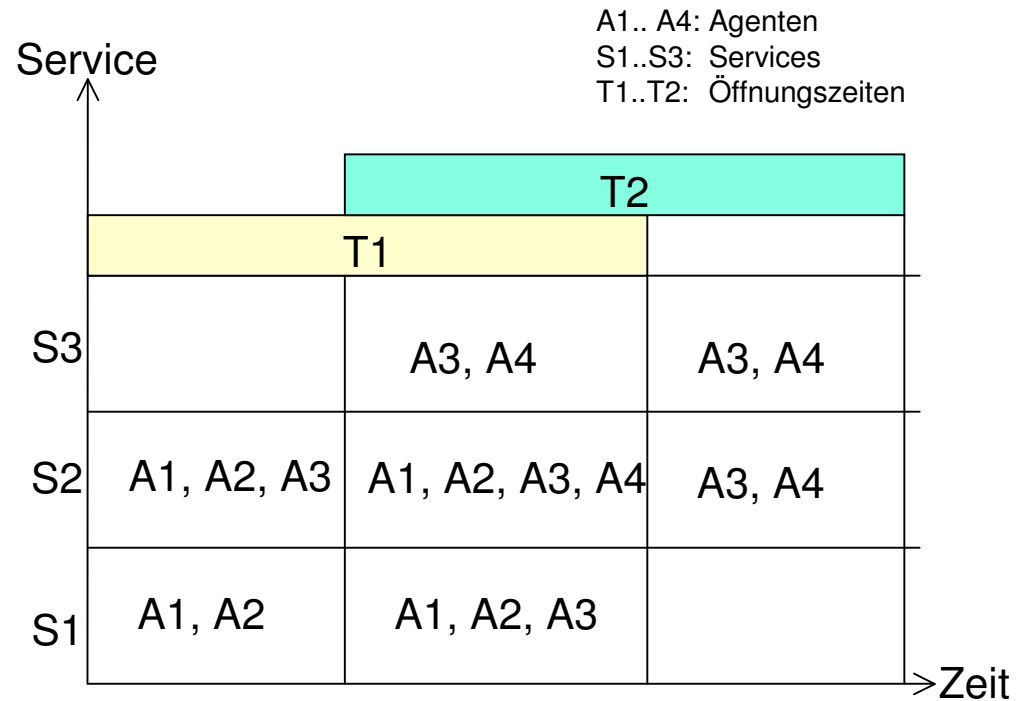 A1.. A4: Agenten
S1..S3: Services
T1..T2: Öffnungszeiten
Service
T2
T1
S3
A3, A4
A3, A4
S2
A1, A2, A3
A1, A2, A3, A4
A3, A4
S1
A1, A2
A1, A2, A3
Zeit